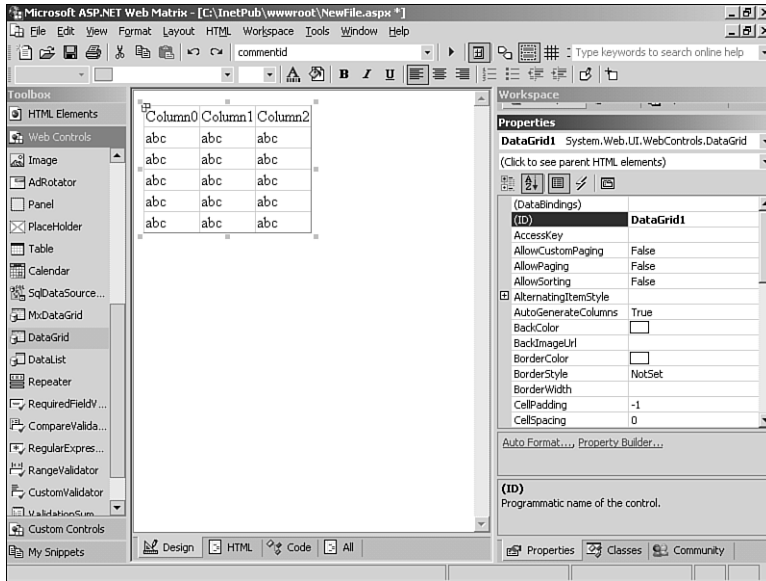 Microsoft ASP.NET Web Matrix - [C:\InetPub\wwwroot\NewFile.aspx *]
File Edit View Format Layout HTML Workspace Tools Window Help
commentid
Type keywords to search online help
A B I U
Toolbox
HTML Elements
Web Controls
Image
AdRotator
Panel
PlaceHolder
Table
Calendar
SqlDataSource...
MxDataGrid
DataGrid
DataList
Repeater
RequiredFieldV...
CompareValida...
RegularExpres...
RangeValidator
CustomValidator
ValidationSum...
Custom Controls
My Snippets
Column0 Column1 Column2
abc abc abc
abc abc abc
abc abc abc
abc abc abc
abc abc abc
Design HTML Code All
Workspace
Properties
DataGrid1 System.Web.UI.WebControls.DataGrid
(Click to see parent HTML elements)
(DataBindings)
(ID) DataGrid1
AccessKey
AllowCustomPaging False
AllowPaging False
AllowSorting False
AlternatingItemStyle
AutoGenerateColumns True
BackColor
BackImageUrl
BorderColor
BorderStyle NotSet
BorderWidth
CellPadding -1
CellSpacing 0
Auto Format..., Property Builder...
(ID)
Programmatic name of the control.
Properties Classes Community